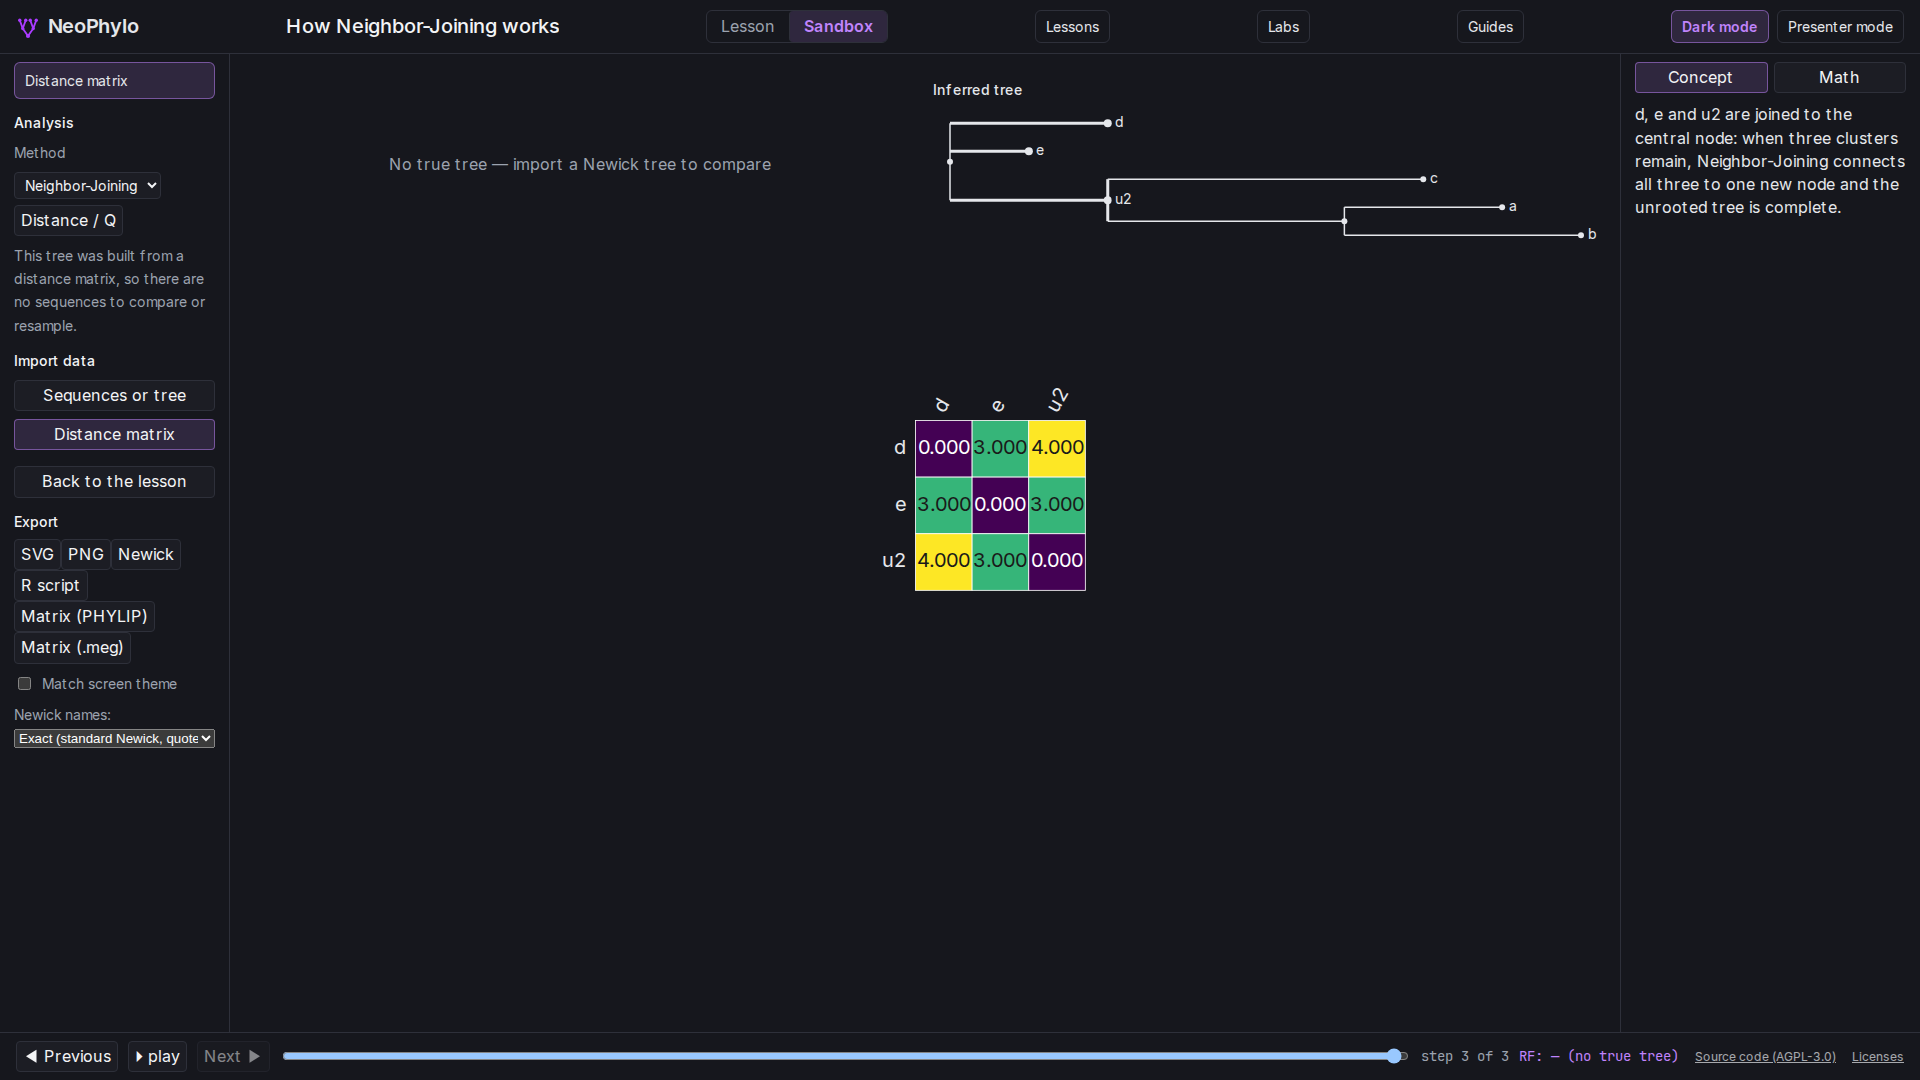 NeoPhylo
How Neighbor-Joining works
Lesson
Sandbox
Lessons
Labs
Guides
Dark mode
Presenter mode
Distance matrix
Analysis
Method
Neighbor-Joining
Distance / Q
This tree was built from a
distance matrix, so there are
no sequences to compare or
resample.
Import data
Sequences or tree
Distance matrix
Back to the lesson
Export
SVG
PNG
Newick
R script
Matrix (PHYLIP)
Matrix (.meg)
Match screen theme
Newick names:
Exact (standard Newick, quote
No true tree — import a Newick tree to compare
Inferred tree
d
e
c
u2
a
b
d e u2
d 0.000 3.000 4.000
e 3.000 0.000 3.000
u2 4.000 3.000 0.000
Concept
Math
d, e and u2 are joined to the
central node: when three clusters
remain, Neighbor-Joining connects
all three to one new node and the
unrooted tree is complete.
Previous
play
Next
step 3 of 3
RF: — (no true tree)
Source code (AGPL-3.0)
Licenses